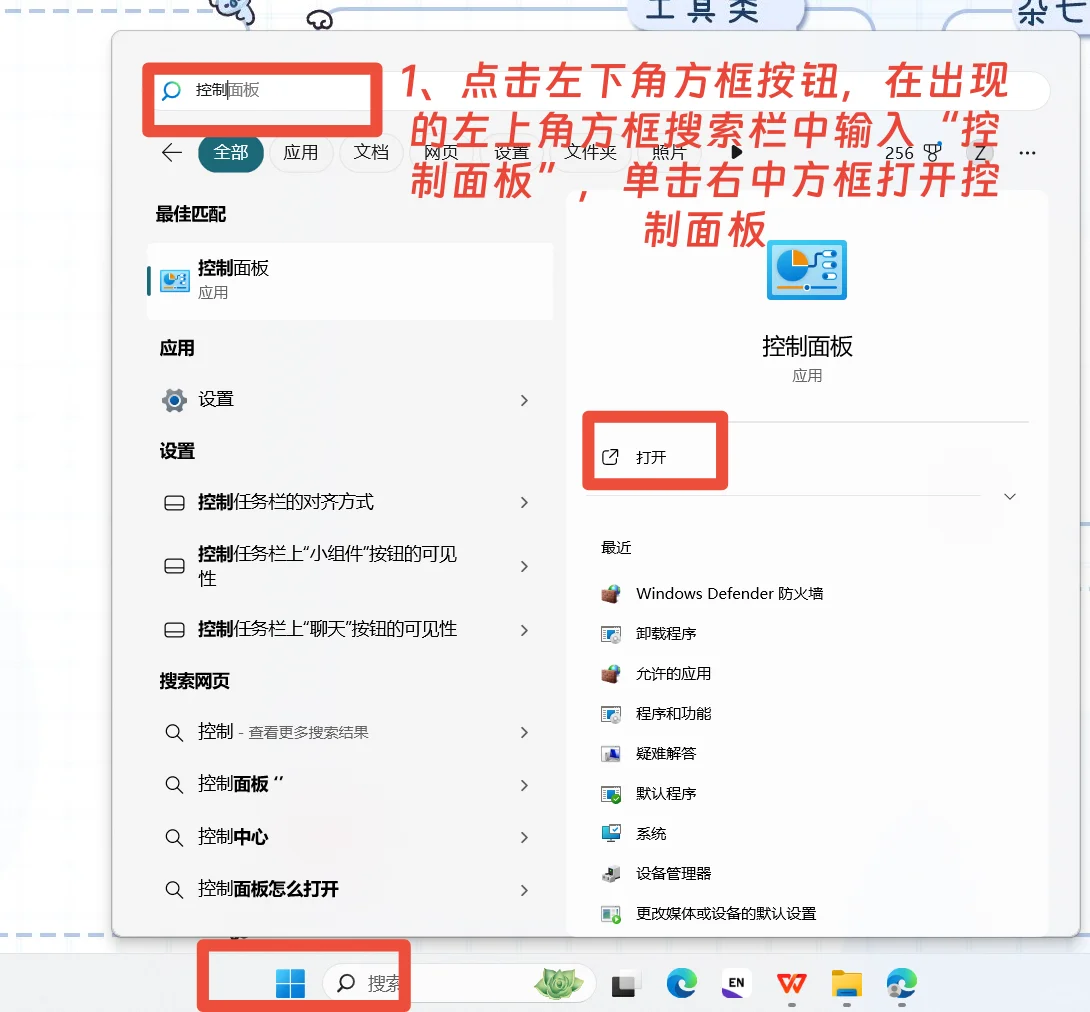 工具类
杂七
控制面板
1、点击左下角方框按钮，在出现
的左上角方框搜索栏中输入“控
制面板”，单击右中方框打开控
制面板
全部 应用 文档 网页 设置 文件夹 照片 256 Z
最佳匹配
控制面板
应用
应用
设置
设置
控制任务栏的对齐方式
控制任务栏上“小组件”按钮的可见
性
控制任务栏上“聊天”按钮的可见性
搜索网页
控制 - 查看更多搜索结果
控制面板 ‘’
控制中心
控制面板怎么打开
控制面板
应用
打开
最近
Windows Defender 防火墙
卸载程序
允许的应用
程序和功能
疑难解答
默认程序
系统
设备管理器
更改媒体或设备的默认设置
搜索
EN